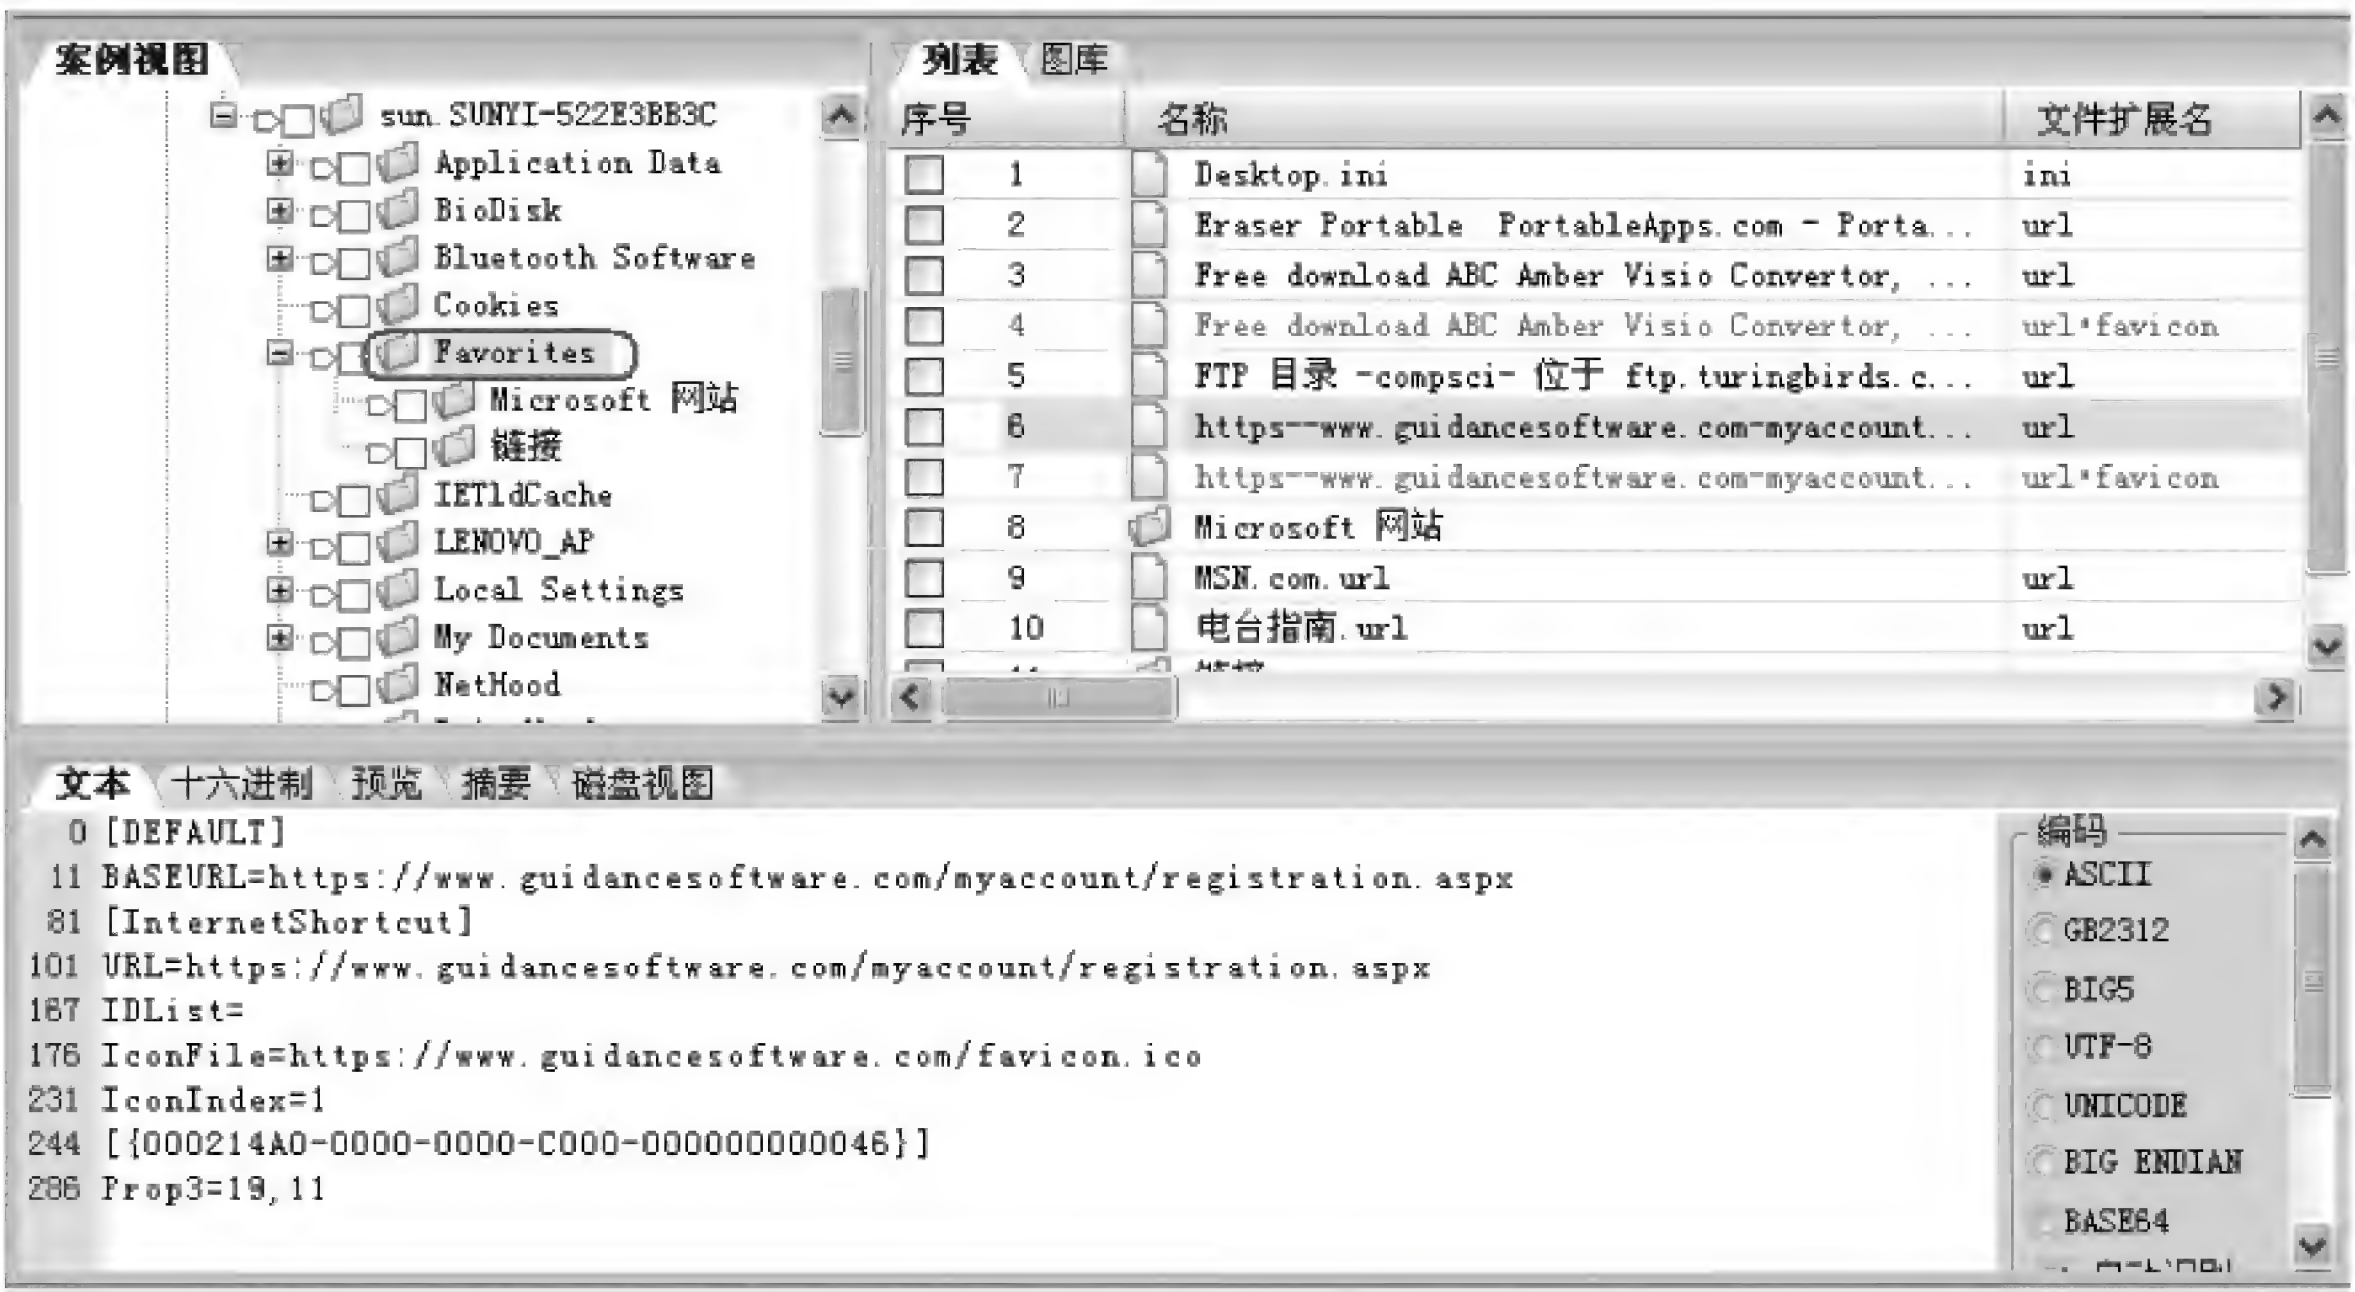 案例视图
sun.SUNYI-522E3BB3C
Application Data
BioDisk
Bluetooth Software
Cookies
Favorites
Microsoft 网站
链接
IETldCache
LENOVO_AP
Local Settings
My Documents
NetHood
列表 图库
序号 名称 文件扩展名
1 Desktop.ini ini
2 Eraser Portable PortableApps.com - Porta... url
3 Free download ABC Amber Visio Convertor, ... url
4 Free download ABC Amber Visio Convertor, ... url•favicon
5 FTP 目录 -compsci- 位于 ftp.turingbirds.c... url
6 https--www.guidancesoftware.com-myaccount... url
7 https--www.guidancesoftware.com-myaccount... url•favicon
8 Microsoft 网站
9 MSN.com.url url
10 电台指南.url url
文本 十六进制 预览 摘要 磁盘视图
0 [DEFAULT]
11 BASEURL=https://www.guidancesoftware.com/myaccount/registration.aspx
81 [InternetShortcut]
101 URL=https://www.guidancesoftware.com/myaccount/registration.aspx
167 IDList=
176 IconFile=https://www.guidancesoftware.com/favicon.ico
231 IconIndex=1
244 [{000214A0-0000-0000-C000-000000000046}]
286 Prop3=19,11
编码
ASCII
GB2312
BIG5
UTF-8
UNICODE
BIG ENDIAN
BASE64